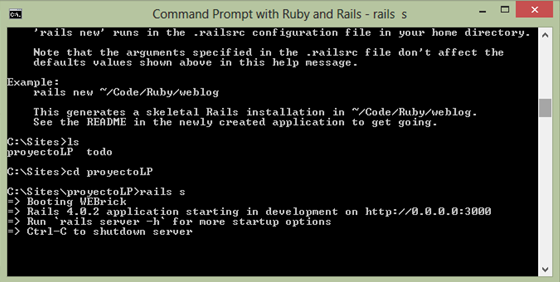 Command Prompt with Ruby and Rails - rails s
'rails new' runs in the .railsrc configuration file in your home directory.
Note that the arguments specified in the .railsrc file don't affect the
defaults values shown above in this help message.
Example:
rails new ~/Code/Ruby/weblog
This generates a skeletal Rails installation in ~/Code/Ruby/weblog.
See the README in the newly created application to get going.
C:\Sites>ls
proyectoLP  todo
C:\Sites>cd proyectoLP
C:\Sites\proyectoLP>rails s
=> Booting WEBrick
=> Rails 4.0.2 application starting in development on http://0.0.0.0:3000
=> Run `rails server -h` for more startup options
=> Ctrl-C to shutdown server